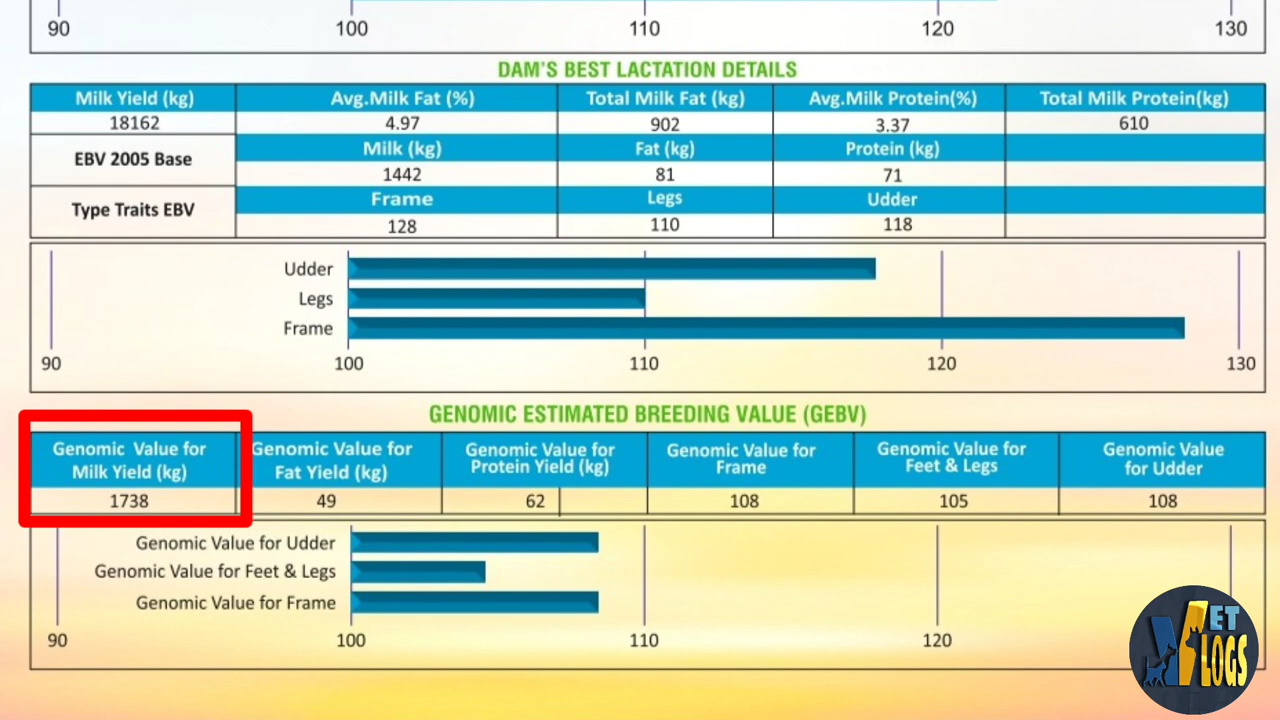 90 100 110 120 130
DAM'S BEST LACTATION DETAILS
Milk Yield (kg) Avg.Milk Fat (%) Total Milk Fat (kg) Avg.Milk Protein(%) Total Milk Protein(kg)
18162 4.97 902 3.37 610
EBV 2005 Base Milk (kg) Fat (kg) Protein (kg)
1442 81 71
Type Traits EBV Frame Legs Udder
128 110 118
Udder
Legs
Frame
90 100 110 120 130
GENOMIC ESTIMATED BREEDING VALUE (GEBV)
Genomic Value for Milk Yield (kg) Genomic Value for Fat Yield (kg) Genomic Value for Protein Yield (kg) Genomic Value for Frame Genomic Value for Feet & Legs Genomic Value for Udder
1738 49 62 108 105 108
Genomic Value for Udder
Genomic Value for Feet & Legs
Genomic Value for Frame
90 100 110 120
VET
VLOGS